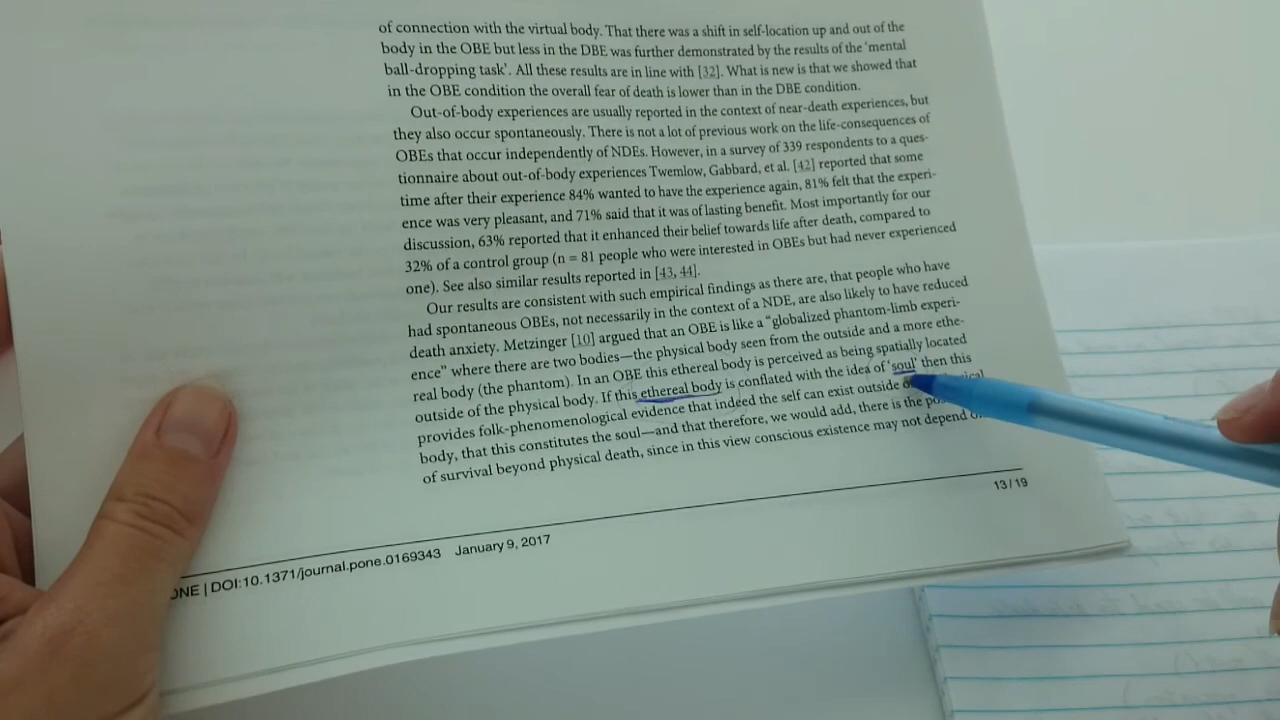 of connection with the virtual body. That there was a shift in self-location up and out of the
body in the OBE but less in the DBE was further demonstrated by the results of the 'mental
ball-dropping task'. All these results are in line with [32]. What is new is that we showed that
in the OBE condition the overall fear of death is lower than in the DBE condition.
Out-of-body experiences are usually reported in the context of near-death experiences, but
they also occur spontaneously. There is not a lot of previous work on the life-consequences of
OBEs that occur independently of NDEs. However, in a survey of 339 respondents to a ques-
tionnaire about out-of-body experiences Twemlow, Gabbard, et al. [42] reported that some
time after their experience 84% wanted to have the experience again, 81% felt that the experi-
ence was very pleasant, and 71% said that it was of lasting benefit. Most importantly for our
discussion, 63% reported that it enhanced their belief towards life after death, compared to
32% of a control group (n = 81 people who were interested in OBEs but had never experienced
one). See also similar results reported in [43, 44].
Our results are consistent with such empirical findings as there are, that people who have
had spontaneous OBEs, not necessarily in the context of a NDE, are also likely to have reduced
death anxiety. Metzinger [10] argued that an OBE is like a "globalized phantom-limb experi-
ence" where there are two bodies—the physical body seen from the outside and a more ethe-
real body (the phantom). In an OBE this ethereal body is perceived as being spatially located
outside of the physical body. If this ethereal body is conflated with the idea of 'soul' then this
provides folk-phenomenological evidence that indeed the self can exist outside
body, that this constitutes the soul—and that therefore, we would add, there is the
of survival beyond physical death, since in this view conscious existence may not depend
ONE | DOI:10.1371/journal.pone.0169343 January 9, 2017
13/19